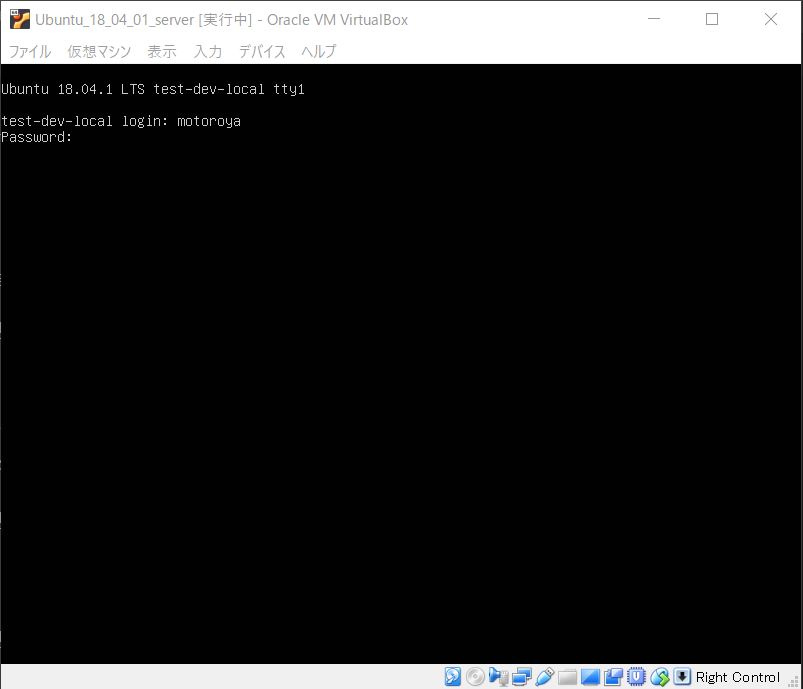 Ubuntu_18_04_01_server [実行中] - Oracle VM VirtualBox
ファイル 仮想マシン 表示 入力 デバイス ヘルプ
Ubuntu 18.04.1 LTS test-dev-local tty1
test-dev-local login: motoroya
Password:
Right Control